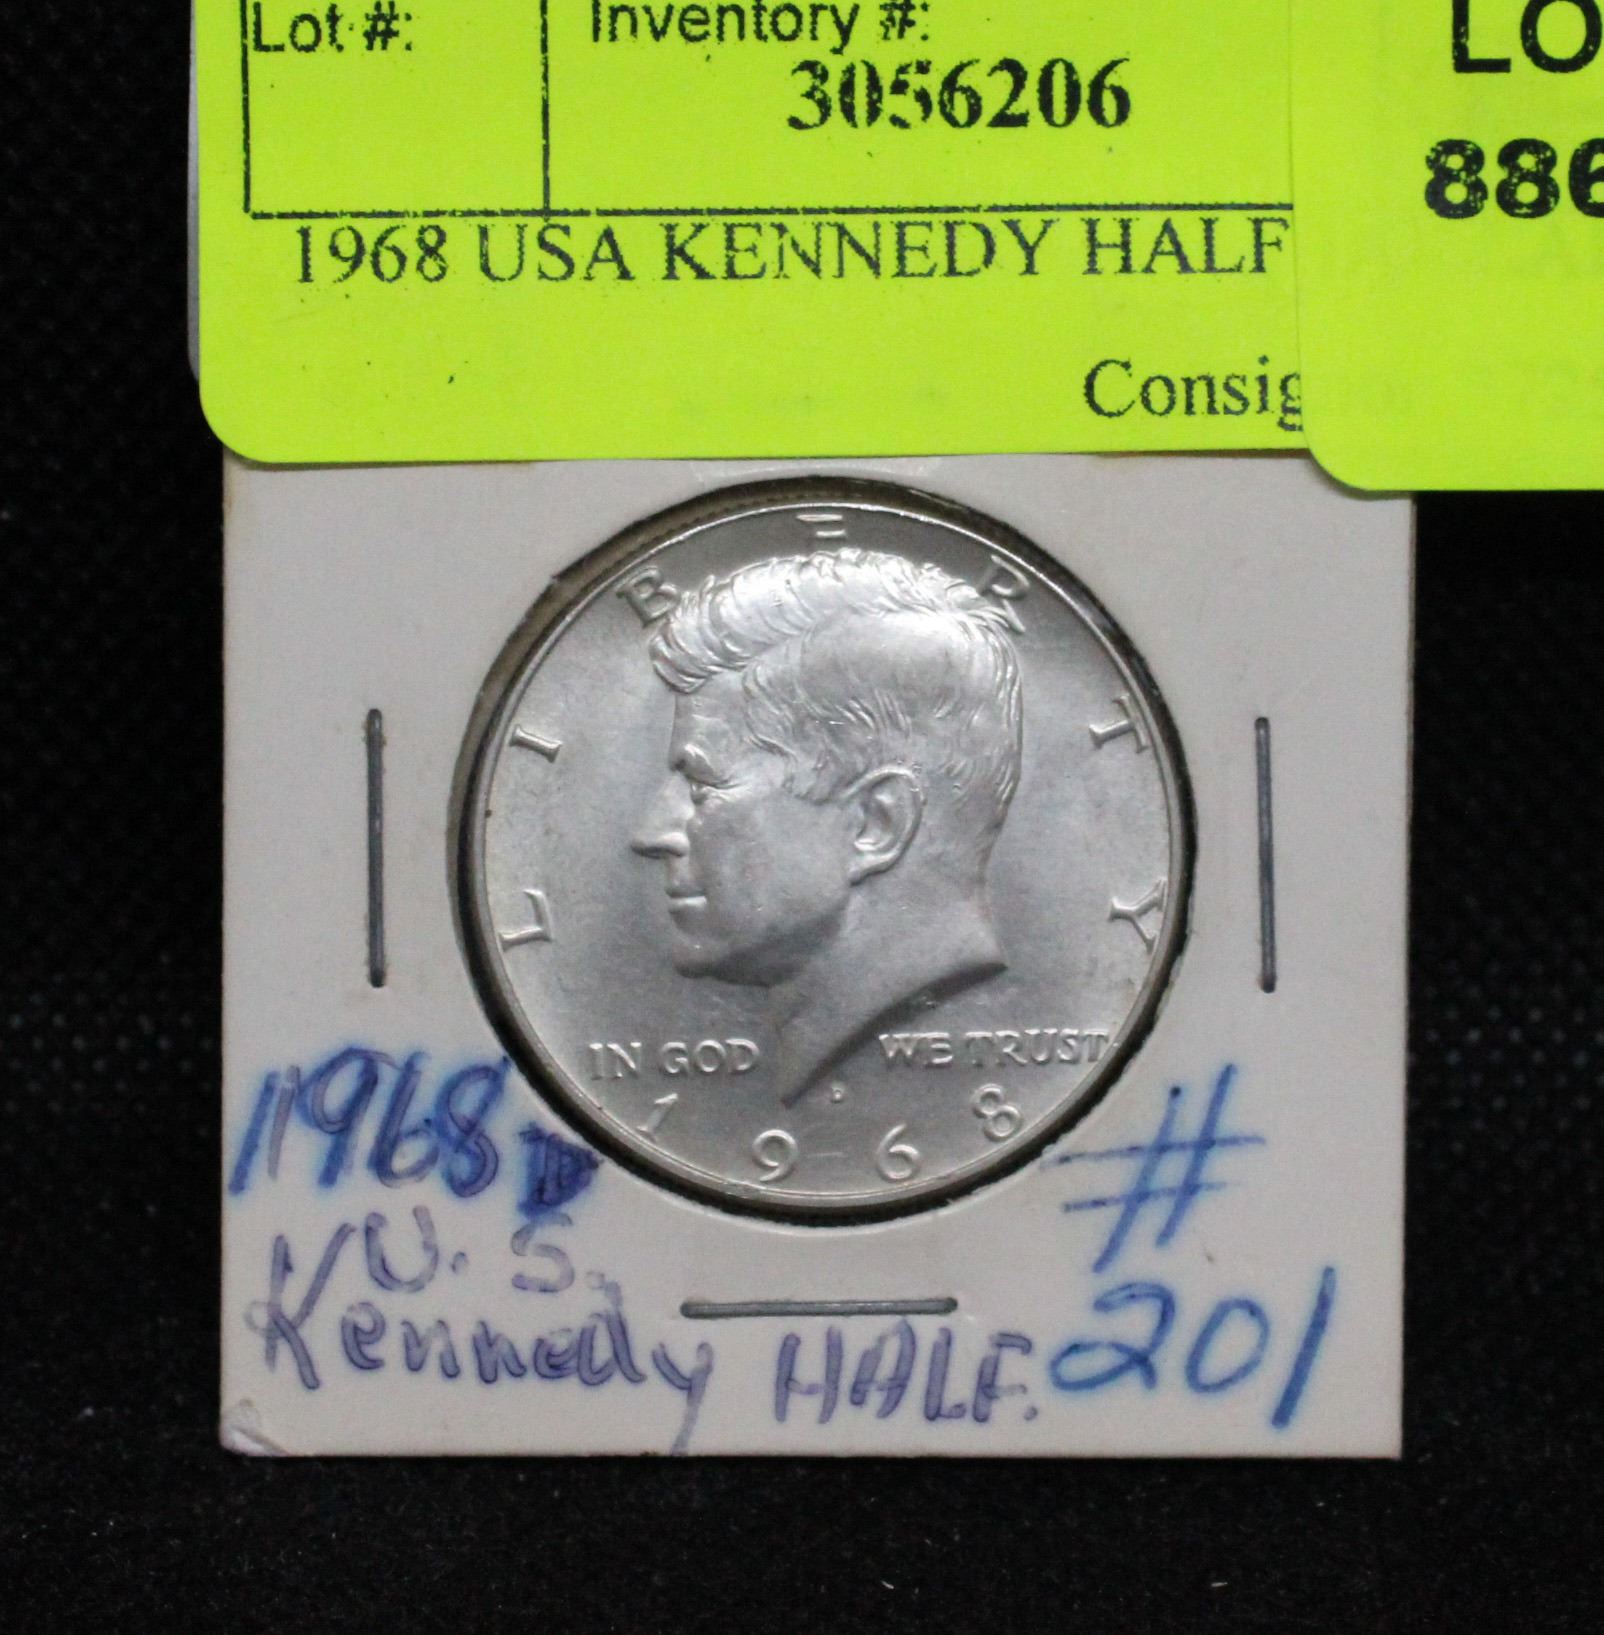 Lot #:
Inventory #:
3056206
LO
886
1968 USA KENNEDY HALF
Consig
LIBERTY
IN GOD WE TRUST
D
1968
1968 D
U.S.
Kennedy HALF.
#
201